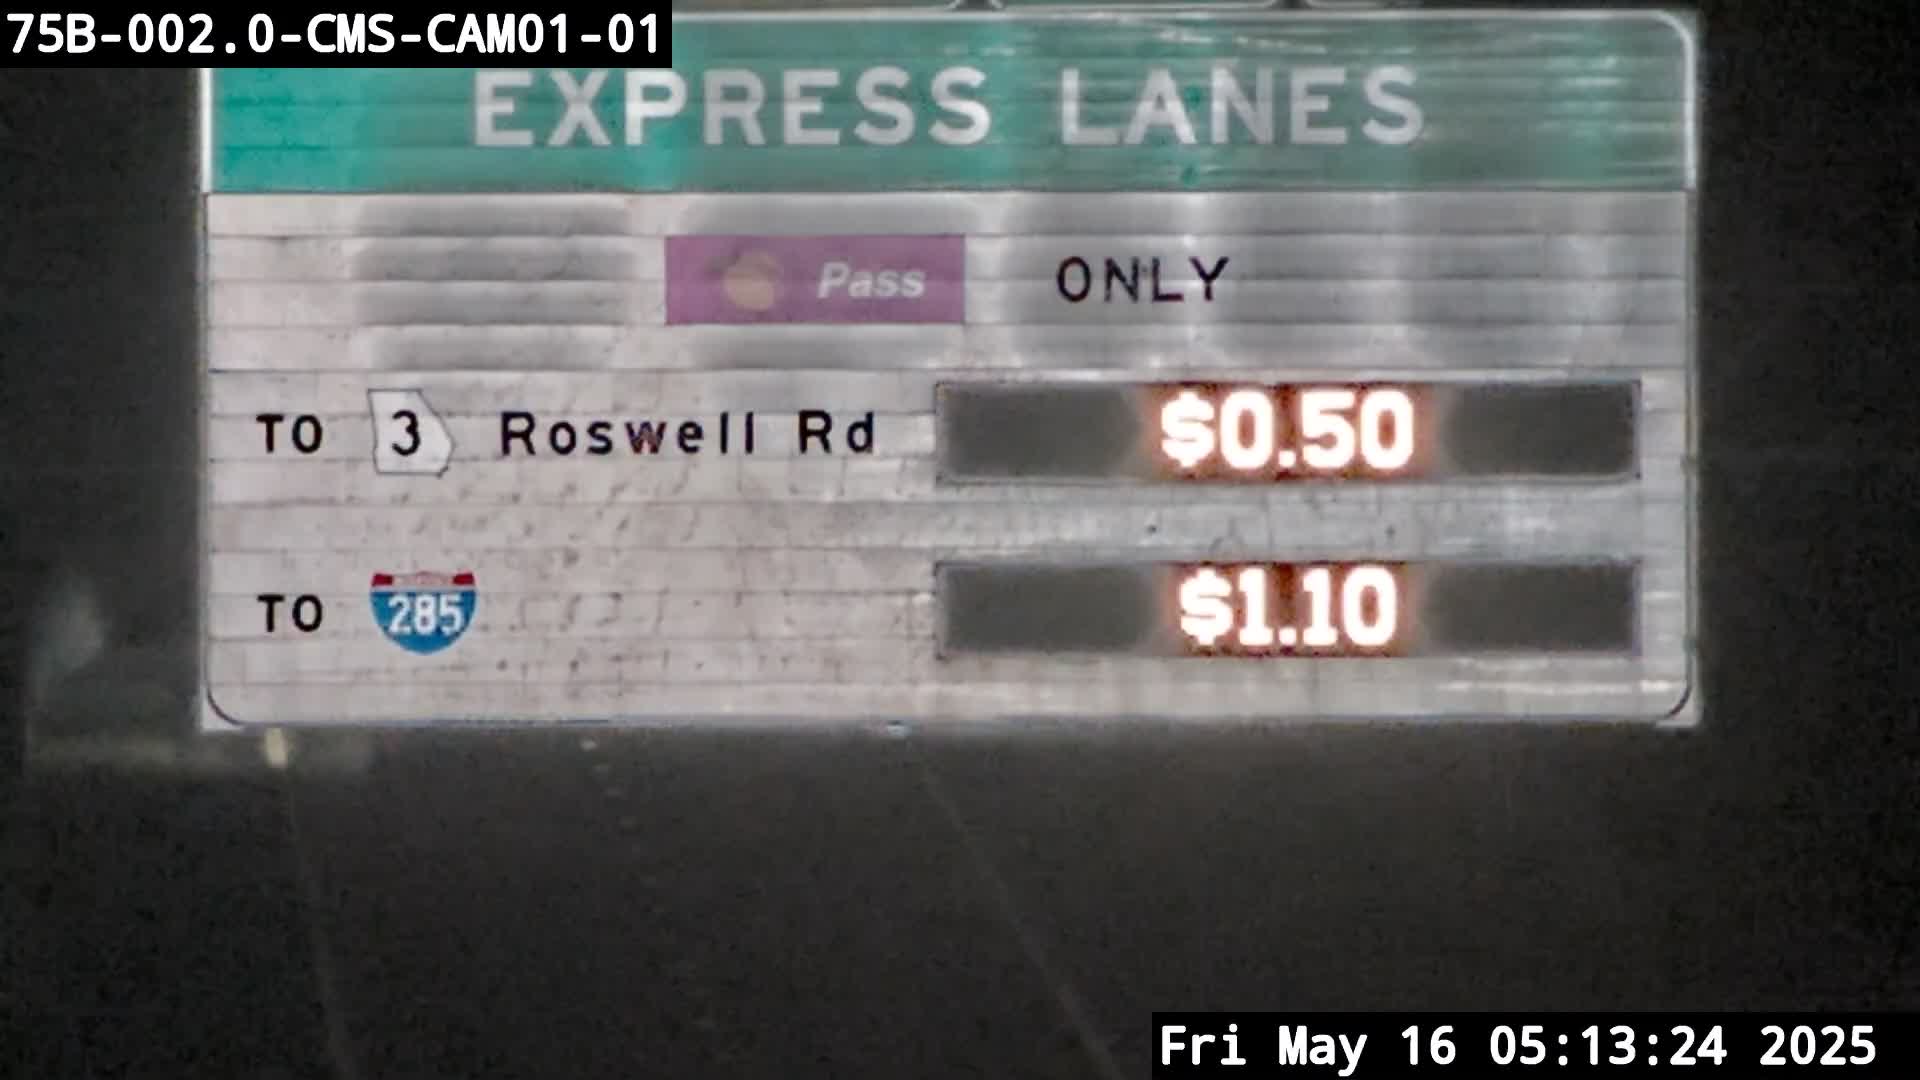 75B-002.0-CMS-CAM01-01
EXPRESS LANES
Pass ONLY
TO 3 Roswell Rd $0.50
TO 285 $1.10
Fri May 16 05:13:24 2025